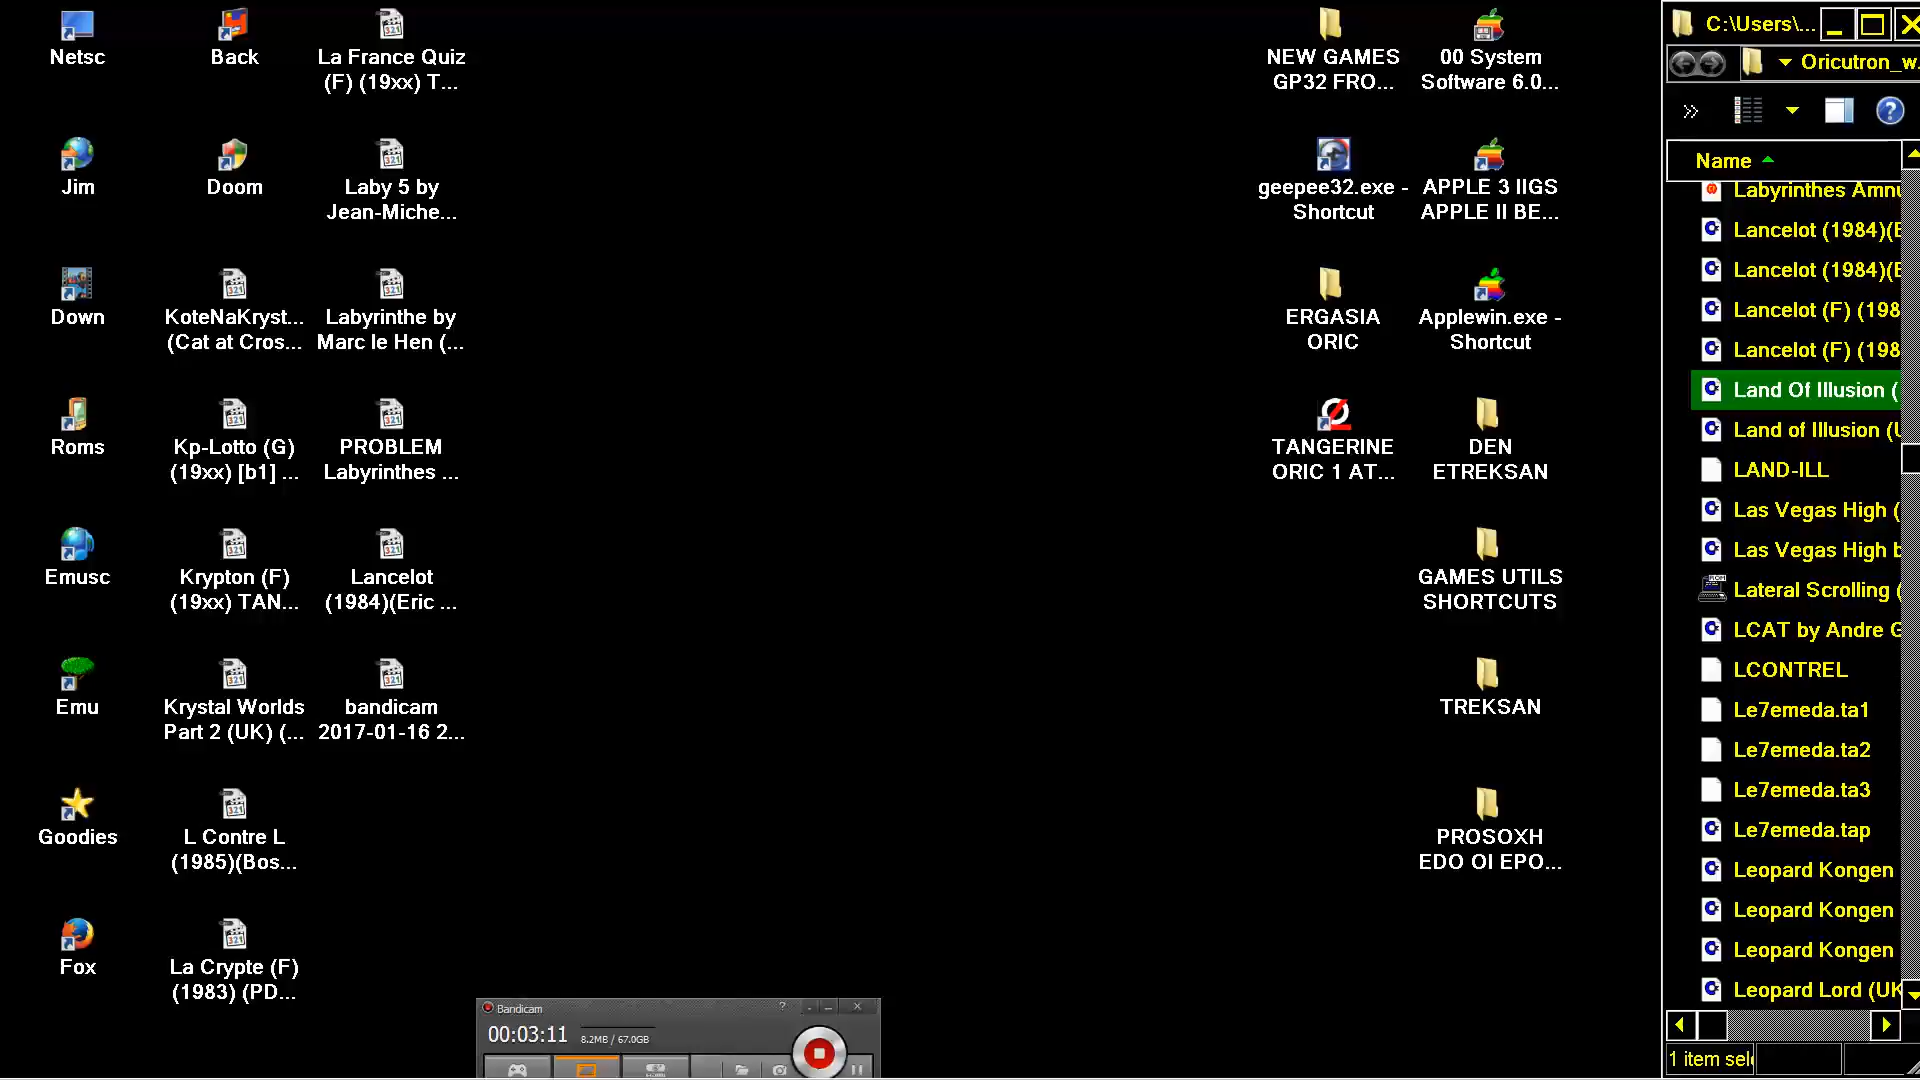 Netsc
Back
La France Quiz
(F) (19xx) T...
Jim
Doom
Laby 5 by
Jean-Miche...
Down
KoteNaKryst...
(Cat at Cros...
Labyrinthe by
Marc le Hen (...
Roms
Kp-Lotto (G)
(19xx) [b1] ...
PROBLEM
Labyrinthes ...
Emusc
Krypton (F)
(19xx) TAN...
Lancelot
(1984)(Eric ...
Emu
Krystal Worlds
Part 2 (UK) (...
bandicam
2017-01-16 2...
Goodies
L Contre L
(1985)(Bos...
Fox
La Crypte (F)
(1983) (PD...
NEW GAMES
GP32 FRO...
00 System
Software 6.0...
geepee32.exe -
Shortcut
APPLE 3 IIGS
APPLE II BE...
ERGASIA
ORIC
Applewin.exe -
Shortcut
TANGERINE
ORIC 1 AT...
DEN
ETREKSAN
GAMES UTILS
SHORTCUTS
TREKSAN
PROSOXH
EDO OI EPO...
Bandicam
00:03:11
8.2MB / 67.0GB
C:\Users\...
Oricutron_w
Name
Labyrinthes Amn
Lancelot (1984)(E
Lancelot (1984)(E
Lancelot (F) (198
Lancelot (F) (198
Land Of Illusion (
Land of Illusion (U
LAND-ILL
Las Vegas High (
Las Vegas High b
Lateral Scrolling (
LCAT by Andre G
LCONTREL
Le7emeda.ta1
Le7emeda.ta2
Le7emeda.ta3
Le7emeda.tap
Leopard Kongen
Leopard Kongen
Leopard Kongen
Leopard Lord (UK
1 item sele